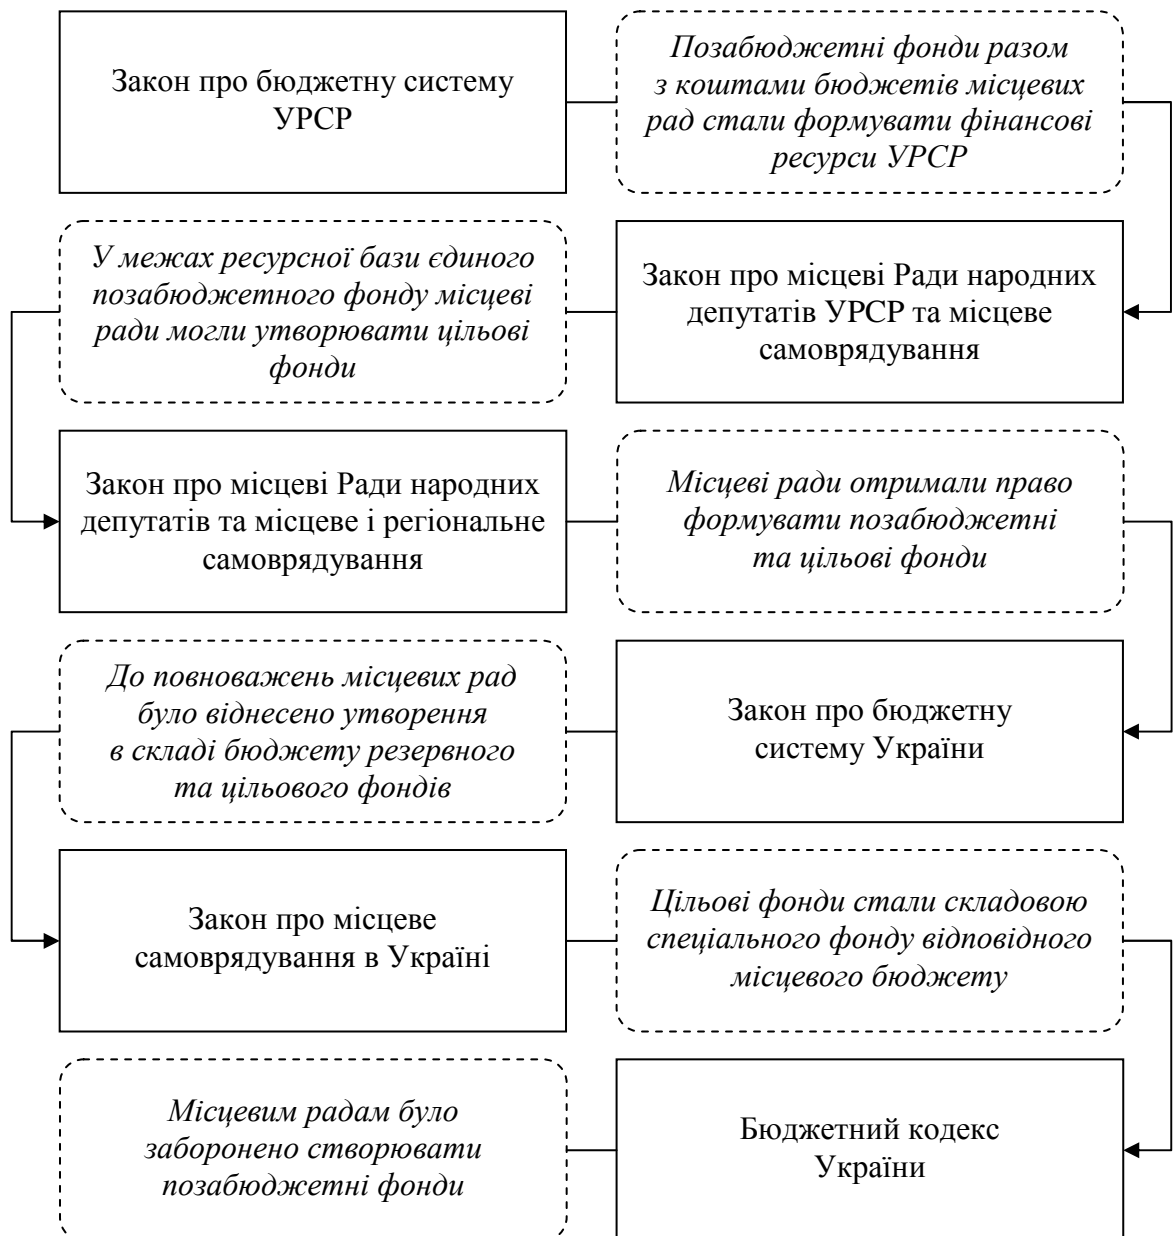 Закон про бюджетну систему
УРСР
Позабюджетні фонди разом
з коштами бюджетів місцевих
рад стали формувати фінансові
ресурси УРСР
У межах ресурсної бази єдиного
позабюджетного фонду місцеві
ради могли утворювати цільові
фонди
Закон про місцеві Ради народних
депутатів УРСР та місцеве
самоврядування
Закон про місцеві Ради народних
депутатів та місцеве і регіональне
самоврядування
Місцеві ради отримали право
формувати позабюджетні
та цільові фонди
До повноважень місцевих рад
було віднесено утворення
в складі бюджету резервного
та цільового фондів
Закон про бюджетну
систему України
Закон про місцеве
самоврядування в Україні
Цільові фонди стали складовою
спеціального фонду відповідного
місцевого бюджету
Місцевим радам було
заборонено створювати
позабюджетні фонди
Бюджетний кодекс
України